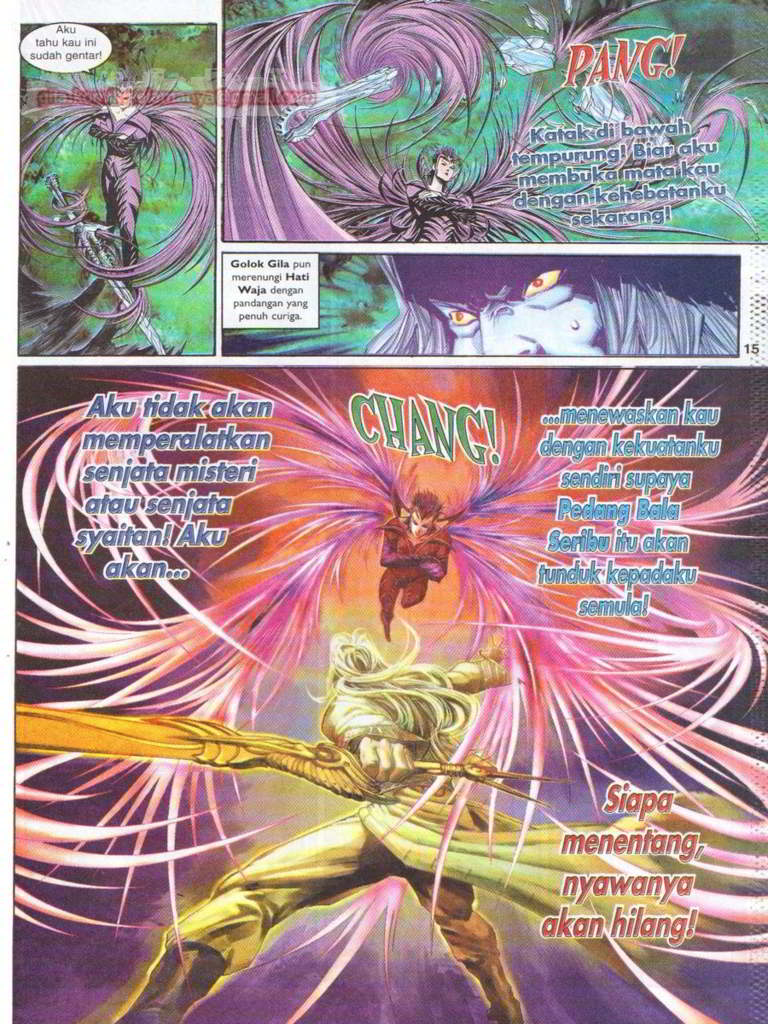 Aku
tahu kau ini
sudah gentar!
PANG!
Katak di bawah
tempurung! Biar aku
membuka mata kau
dengan kehebatanku
sekarang!
Golok Gila pun
merenungi Hati
Waja dengan
pandangan yang
penuh curiga.
15
Aku tidak akan
memperalatkan
senjata misteri
atau senjata
syaitan! Aku
akan...
CHANG!
...menewaskan kau
dengan kekuatanku
sendiri supaya
Pedang Bala
Seribu itu akan
tunduk kepadaku
semula!
Siapa
menentang,
nyawanya
akan hilang!